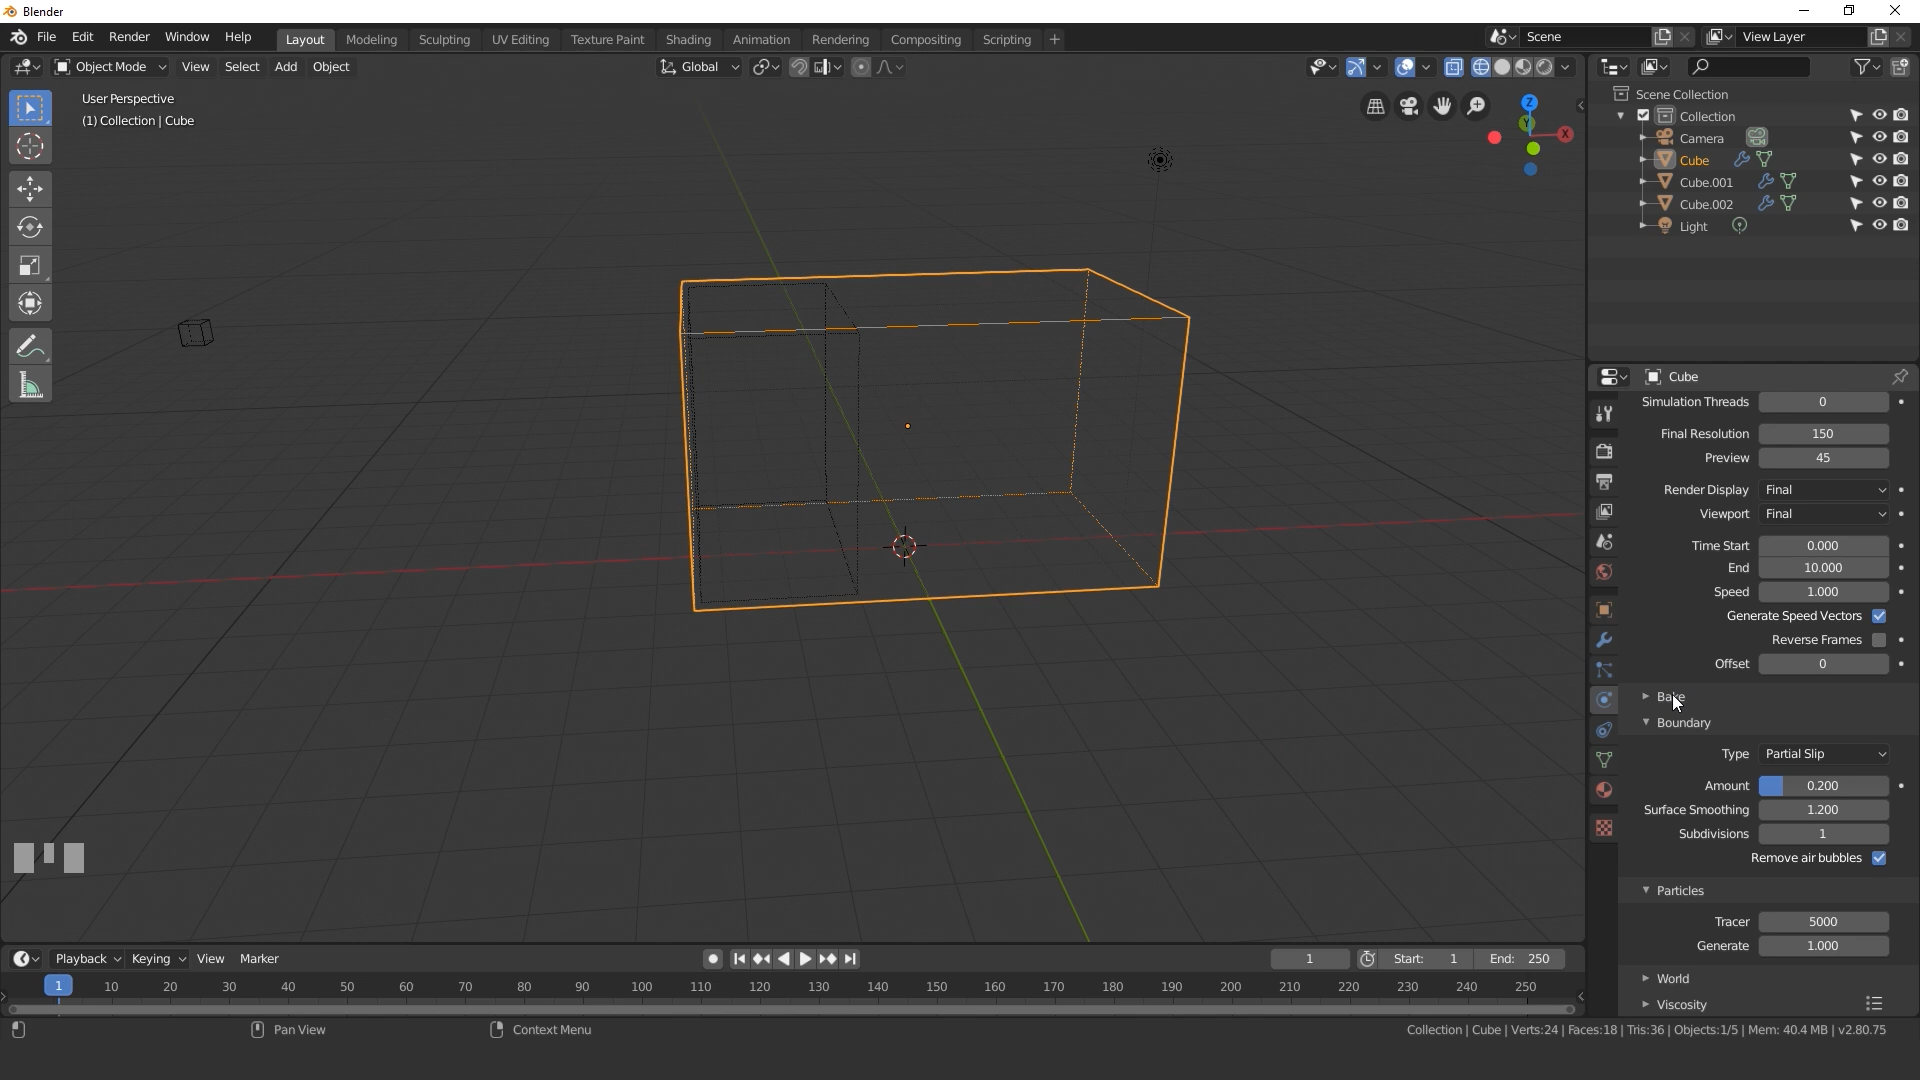 Blender
File Edit Render Window Help Layout Modeling Sculpting UV Editing Texture Paint Shading Animation Rendering Compositing Scripting + Scene View Layer
Object Mode View Select Add Object Global
User Perspective
(1) Collection | Cube
Z
Y
X
Scene Collection
Collection
Camera
Cube
Cube.001
Cube.002
Light
Cube
Simulation Threads 0
Final Resolution 150
Preview 45
Render Display Final
Viewport Final
Time Start 0.000
End 10.000
Speed 1.000
Generate Speed Vectors
Reverse Frames
Offset 0
Bake
Boundary
Type Partial Slip
Amount 0.200
Surface Smoothing 1.200
Subdivisions 1
Remove air bubbles
Particles
Tracer 5000
Generate 1.000
World
Viscosity
Playback Keying View Marker 1 Start: 1 End: 250
1 10 20 30 40 50 60 70 80 90 100 110 120 130 140 150 160 170 180 190 200 210 220 230 240 250
Pan View Context Menu Collection | Cube | Verts:24 | Faces:18 | Tris:36 | Objects:1/5 | Mem: 40.4 MB | v2.80.75